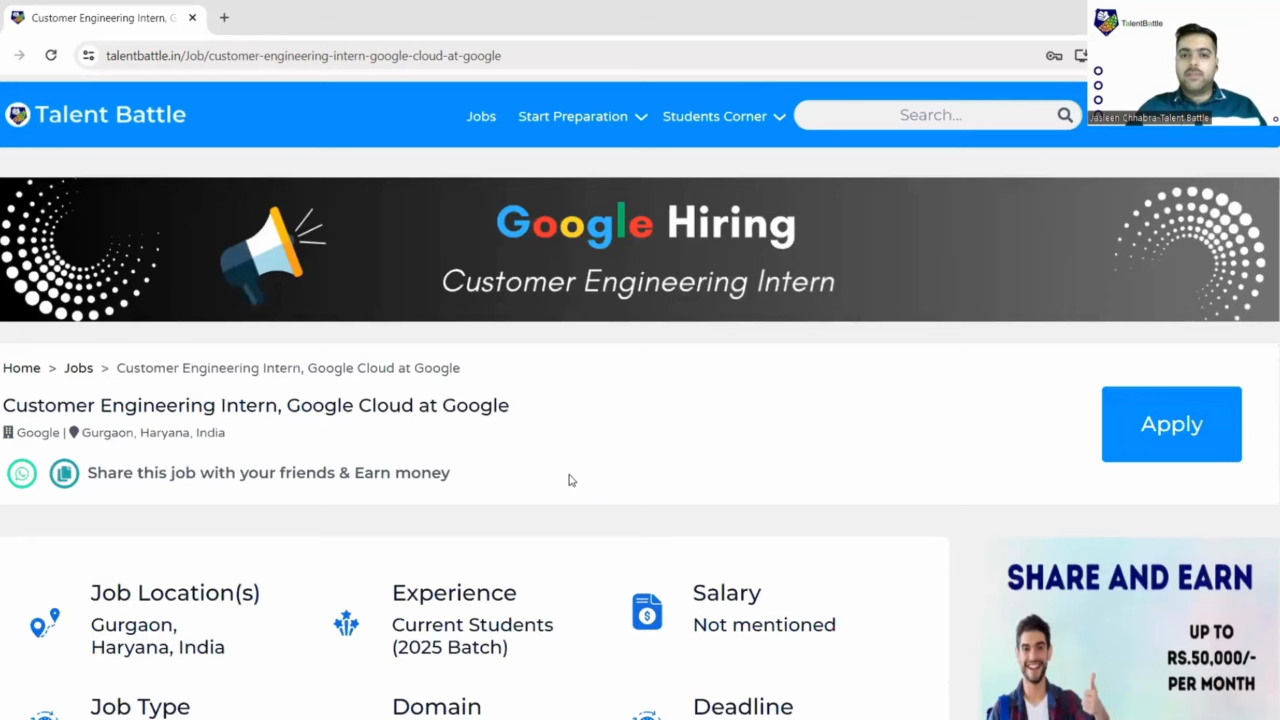 Customer Engineering Intern, G
talentbattle.in/Job/customer-engineering-intern-google-cloud-at-google
TalentBattle
Jasleen Chhabra-Talent Battle
Talent Battle
Jobs
Start Preparation
Students Corner
Search...
Google Hiring
Customer Engineering Intern
Home > Jobs > Customer Engineering Intern, Google Cloud at Google
Customer Engineering Intern, Google Cloud at Google
Google | Gurgaon, Haryana, India
Apply
Share this job with your friends & Earn money
Job Location(s)
Gurgaon,
Haryana, India
Experience
Current Students
(2025 Batch)
Salary
Not mentioned
Job Type
Domain
Deadline
SHARE AND EARN
UP TO
RS.50,000/-
PER MONTH